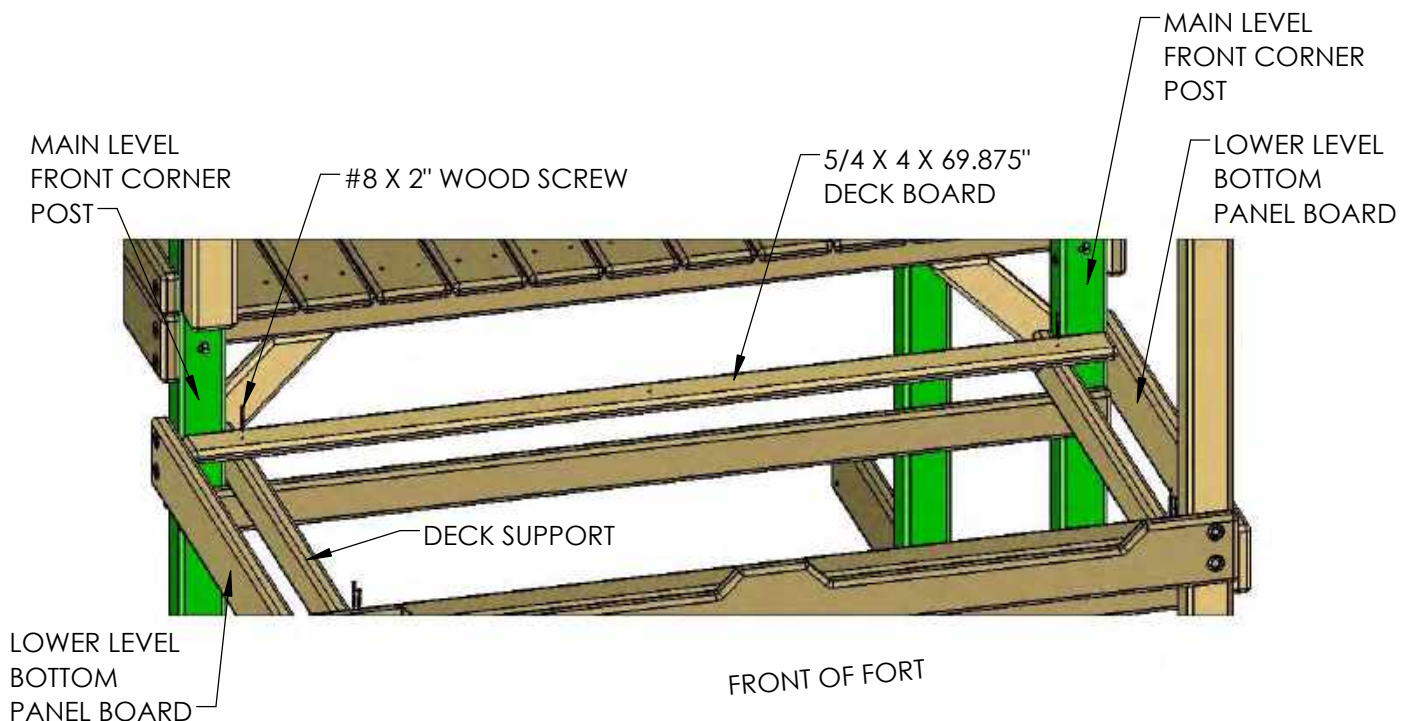 MAIN LEVEL
FRONT CORNER
POST
MAIN LEVEL
FRONT CORNER
POST
#8 X 2" WOOD SCREW
5/4 X 4 X 69.875"
DECK BOARD
LOWER LEVEL
BOTTOM
PANEL BOARD
DECK SUPPORT
LOWER LEVEL
BOTTOM
PANEL BOARD
FRONT OF FORT